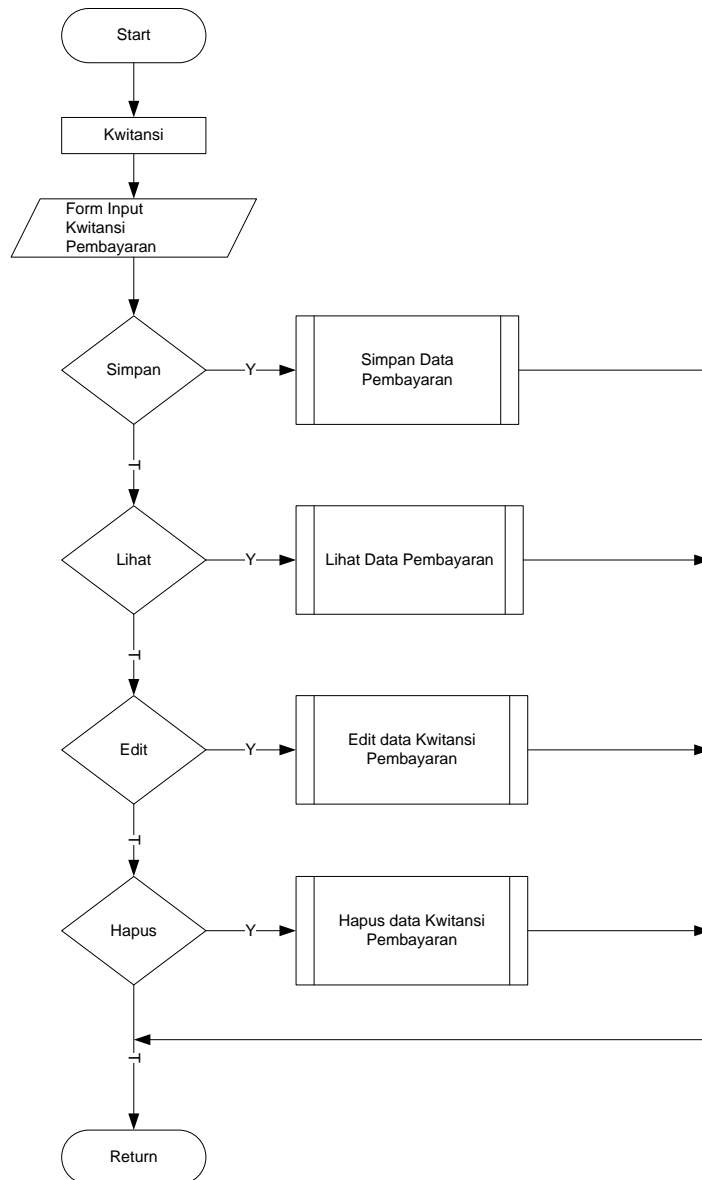 Start
Kwitansi
Form Input
Kwitansi
Pembayaran
Simpan
Y
Simpan Data
Pembayaran
T
Lihat
Y
Lihat Data Pembayaran
T
Edit
Y
Edit data Kwitansi
Pembayaran
T
Hapus
Y
Hapus data Kwitansi
Pembayaran
T
Return